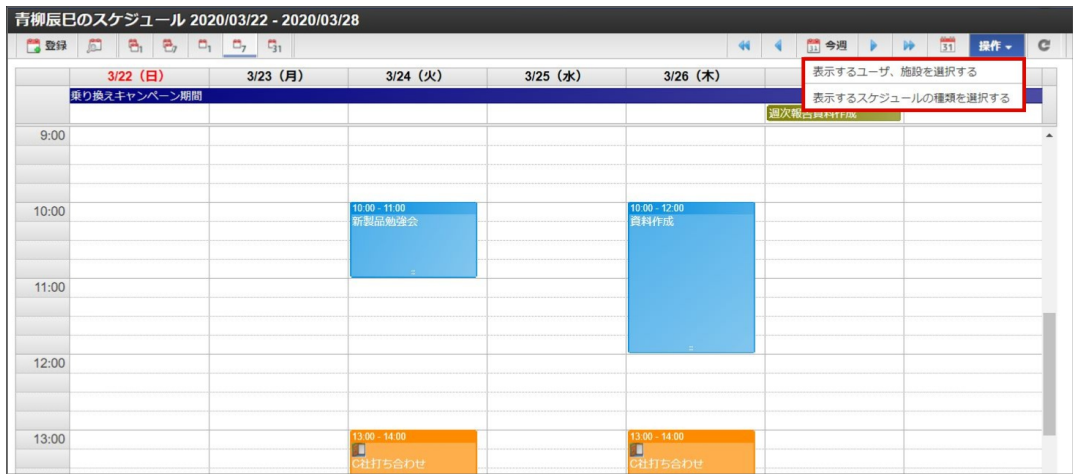 青柳辰巳のスケジュール 2020/03/22 - 2020/03/28
登録 1 7 1 7 31 今週 31 操作
表示するユーザ、施設を選択する
表示するスケジュールの種類を選択する
3/22（日） 3/23（月） 3/24（火） 3/25（水） 3/26（木）
乗り換えキャンペーン期間
週次報告資料作成
9:00
10:00
10:00 - 11:00
新製品勉強会
10:00 - 12:00
資料作成
11:00
12:00
13:00
13:00 - 14:00
C社打ち合わせ
13:00 - 14:00
C社打ち合わせ